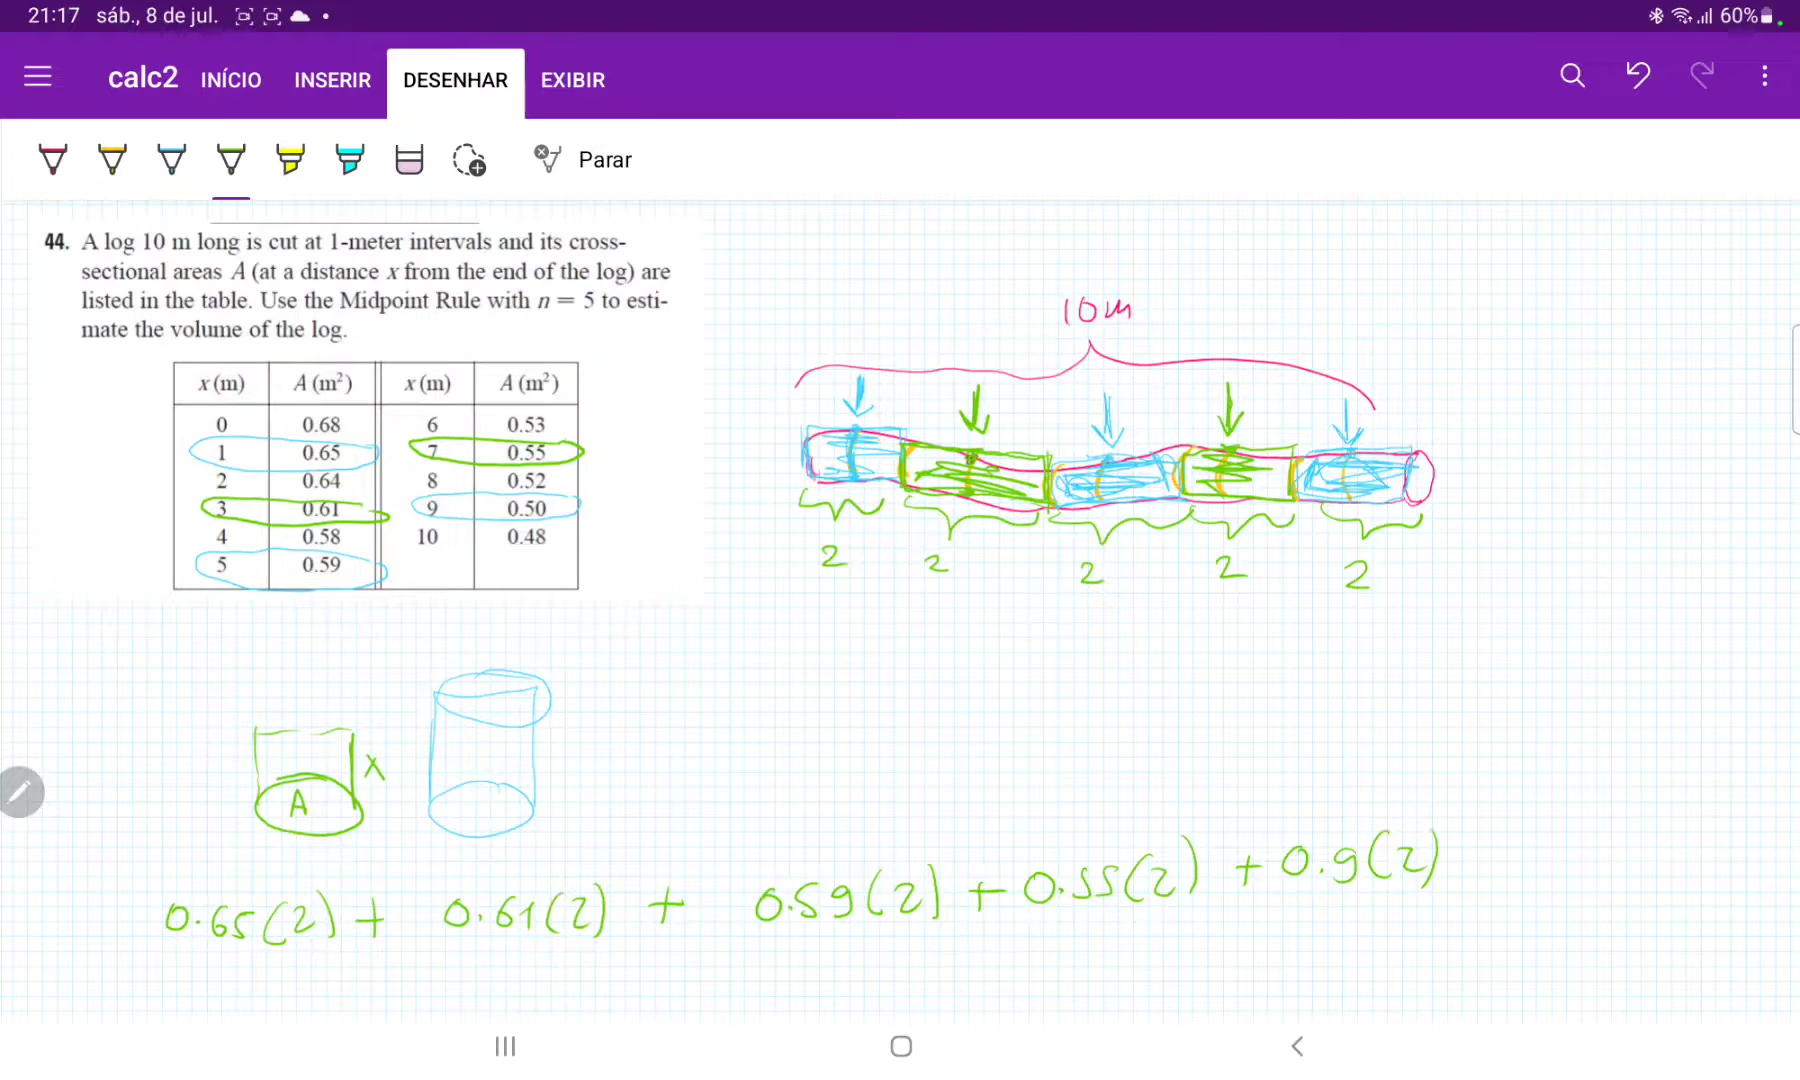 21:17 sáb., 8 de jul. 60%
calc2 INÍCIO INSERIR DESENHAR EXIBIR
Parar
44. A log 10 m long is cut at 1-meter intervals and its cross-
sectional areas A (at a distance x from the end of the log) are
listed in the table. Use the Midpoint Rule with n = 5 to esti-
mate the volume of the log.
x (m) A (m²) x (m) A (m²)
0 0.68 6 0.53
1 0.65 7 0.55
2 0.64 8 0.52
3 0.61 9 0.50
4 0.58 10 0.48
5 0.59
10m
2 2 2 2 2
A x
0.65(2) + 0.61(2) + 0.59(2) + 0.55(2) + 0.9(2)